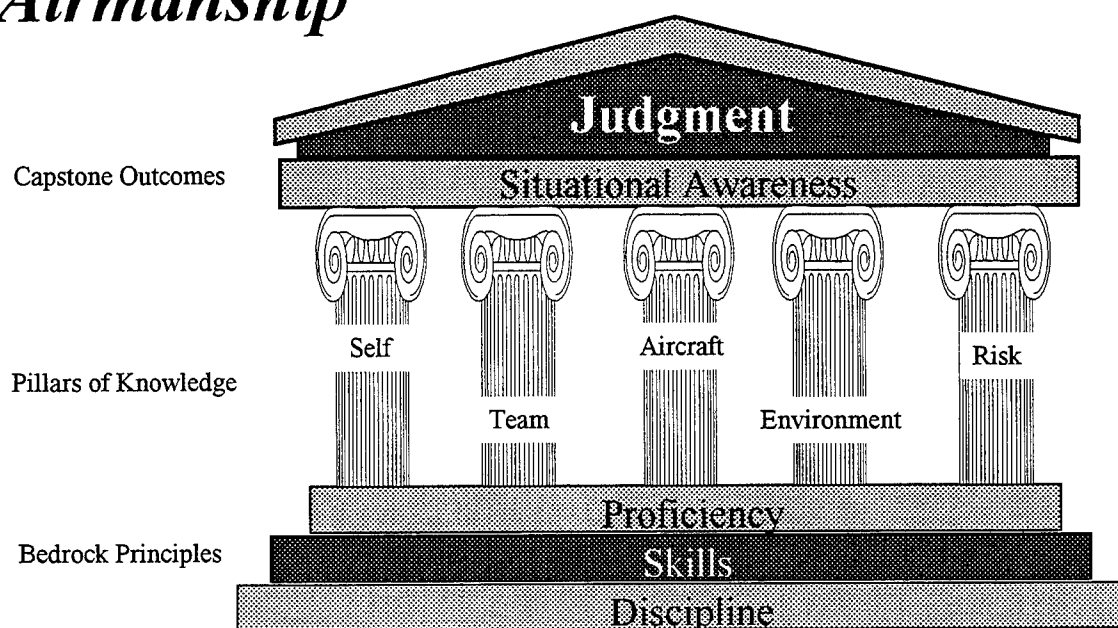 Airmanship
Judgment
Capstone Outcomes
Situational Awareness
Self
Aircraft
Risk
Pillars of Knowledge
Team
Environment
Proficiency
Bedrock Principles
Skills
Discipline